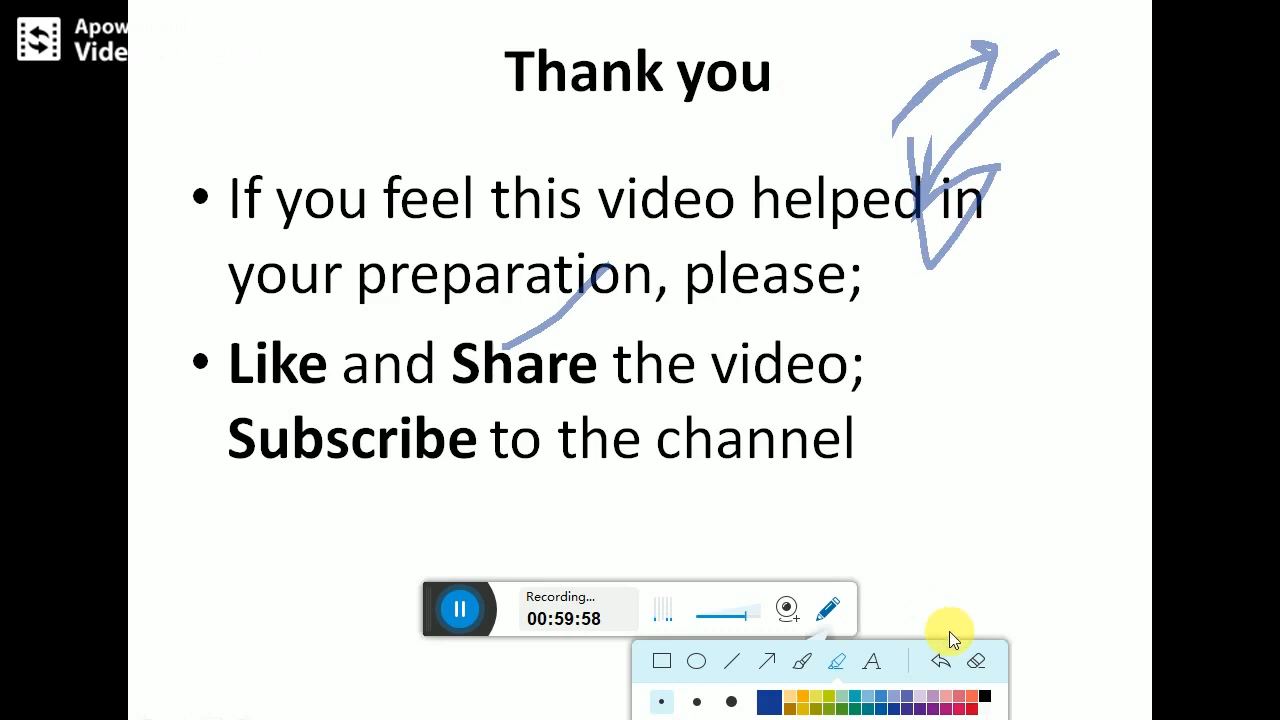 Vide
Thank you
• If you feel this video helped in
your preparation, please;
• Like and Share the video;
Subscribe to the channel
Recording...
00:59:58
A